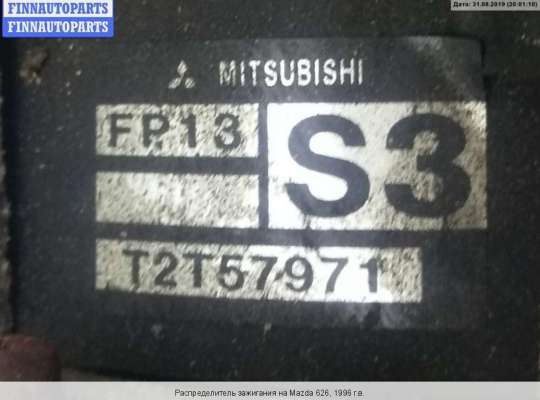 FINNAUTOPARTS
FINNAUTOPARTS
FINNAUTOPARTS
Дата: 31.08.2019 (20:01:10)
MITSUBISHI
FP13
S3
T2T57971
Распределитель зажигания на Mazda 626, 1996 г.в.